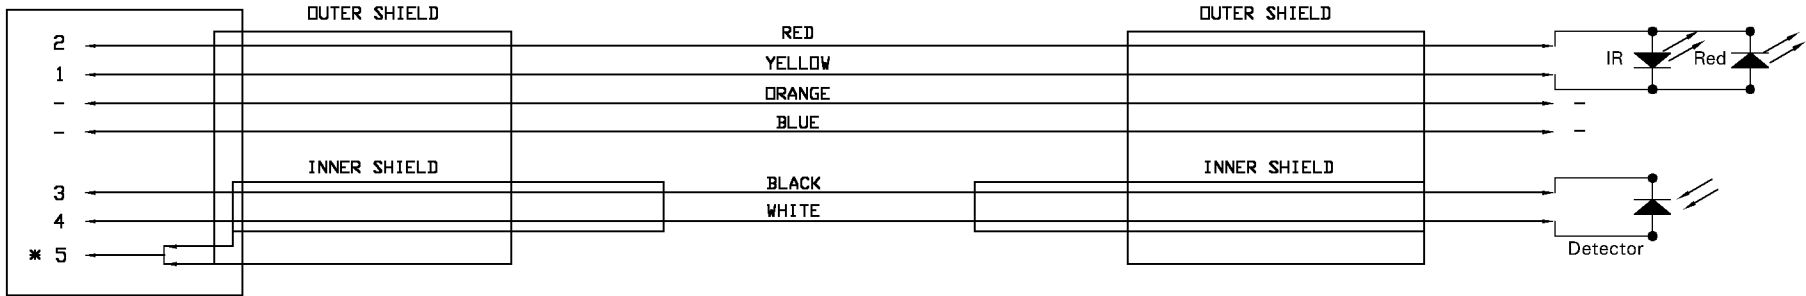 OUTER SHIELD OUTER SHIELD
2 RED
IR Red
1 YELLOW
- ORANGE -
- BLUE -
INNER SHIELD INNER SHIELD
3 BLACK
4 WHITE
* 5 Detector